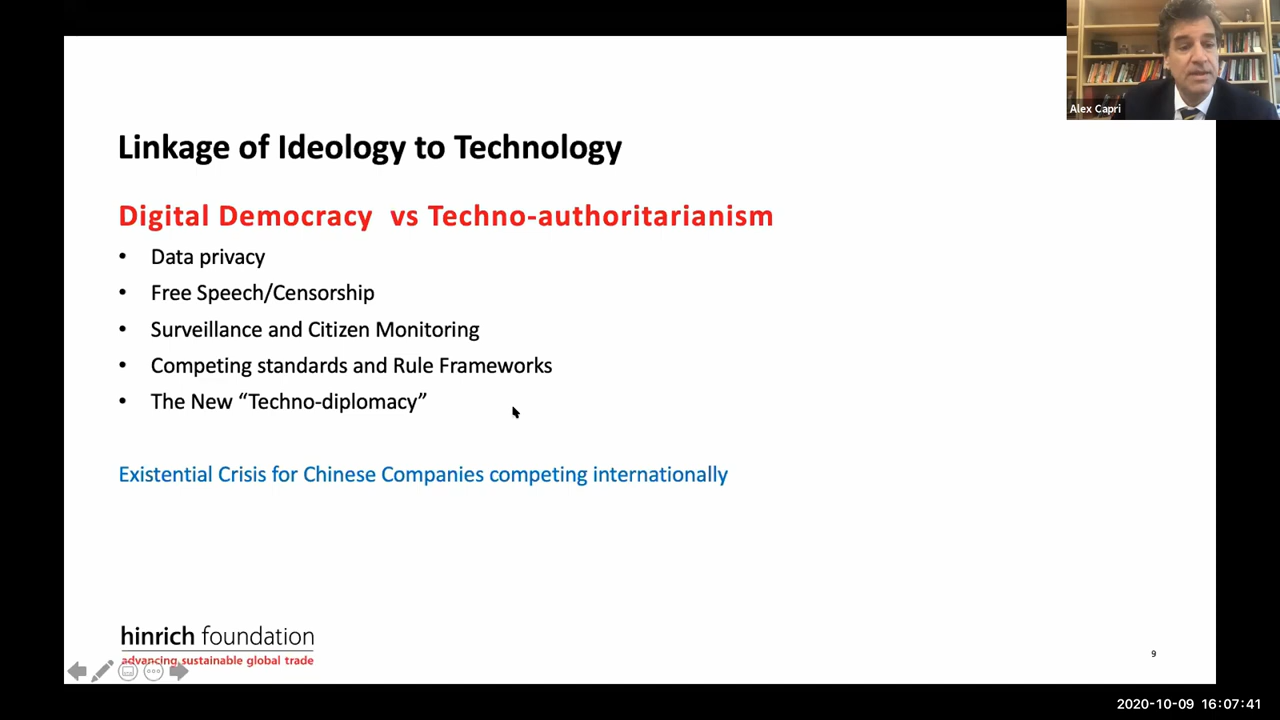 Alex Capri
Linkage of Ideology to Technology
Digital Democracy vs Techno-authoritarianism
• Data privacy
• Free Speech/Censorship
• Surveillance and Citizen Monitoring
• Competing standards and Rule Frameworks
• The New “Techno-diplomacy”
Existential Crisis for Chinese Companies competing internationally
hinrich foundation
advancing sustainable global trade
9
2020-10-09 16:07:41